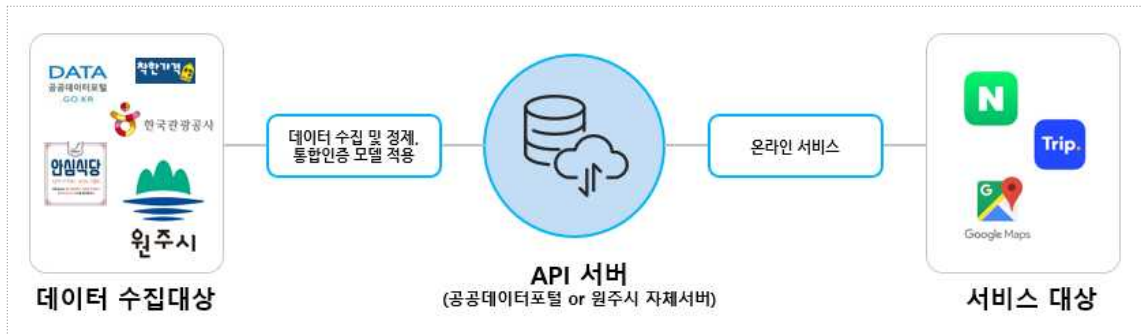 DATA
공공데이터포털
.GO.KR
착한가격
한국관광공사
안심식당
원주시
데이터 수집대상
데이터 수집 및 정제,
통합인증 모델 적용
API 서버
(공공데이터포털 or 원주시 자체서버)
온라인 서비스
N
Trip.
G
Google Maps
서비스 대상